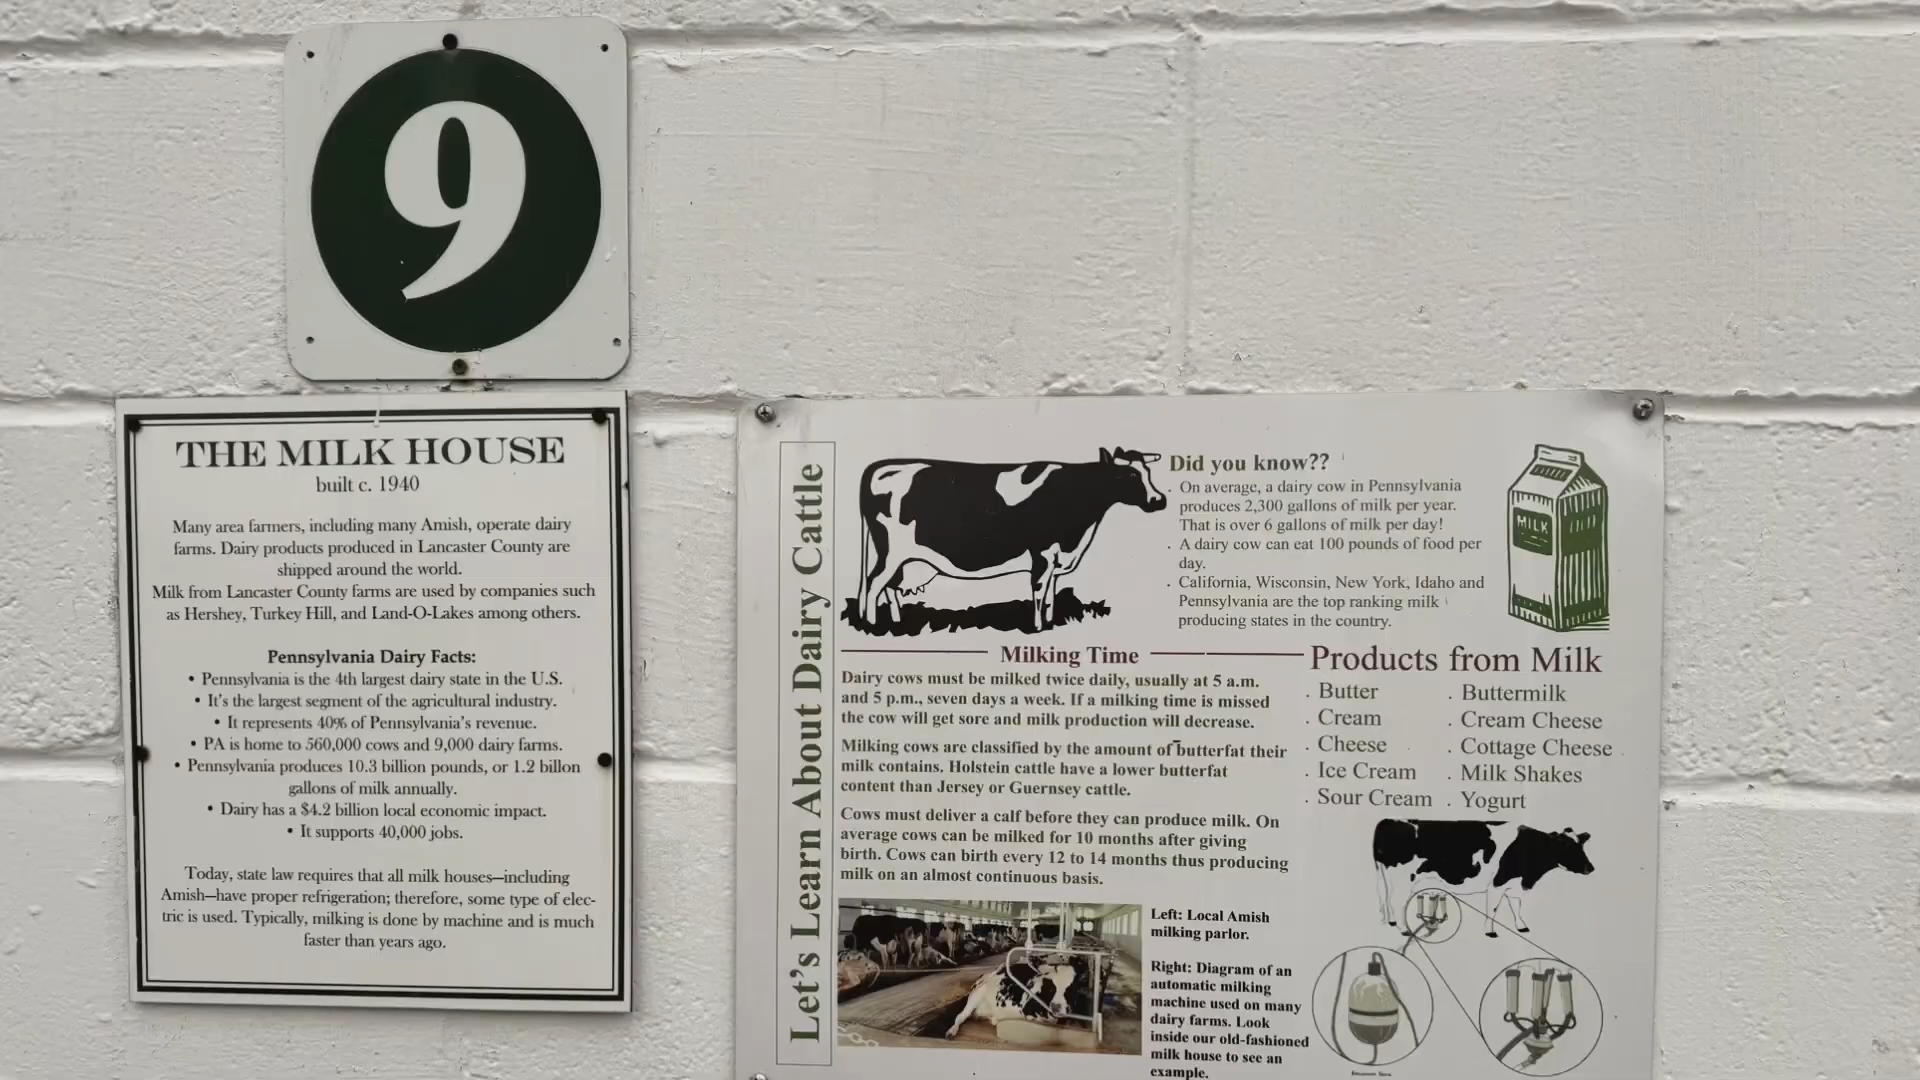 9
THE MILK HOUSE
built c. 1940
Many area farmers, including many Amish, operate dairy
farms. Dairy products produced in Lancaster County are
shipped around the world.
Milk from Lancaster County farms are used by companies such
as Hershey, Turkey Hill, and Land-O-Lakes among others.
Pennsylvania Dairy Facts:
• Pennsylvania is the 4th largest dairy state in the U.S.
• It's the largest segment of the agricultural industry.
• It represents 40% of Pennsylvania's revenue.
• PA is home to 560,000 cows and 9,000 dairy farms.
• Pennsylvania produces 10.3 billion pounds, or 1.2 billon
gallons of milk annually.
• Dairy has a $4.2 billion local economic impact.
• It supports 40,000 jobs.
Today, state law requires that all milk houses—including
Amish—have proper refrigeration; therefore, some type of elec-
tric is used. Typically, milking is done by machine and is much
faster than years ago.
Let's Learn About Dairy Cattle
Did you know??
. On average, a dairy cow in Pennsylvania
produces 2,300 gallons of milk per year.
That is over 6 gallons of milk per day!
. A dairy cow can eat 100 pounds of food per
day.
. California, Wisconsin, New York, Idaho and
Pennsylvania are the top ranking milk
producing states in the country.
MILK
Milking Time
Dairy cows must be milked twice daily, usually at 5 a.m.
and 5 p.m., seven days a week. If a milking time is missed
the cow will get sore and milk production will decrease.
Milking cows are classified by the amount of butterfat their
milk contains. Holstein cattle have a lower butterfat
content than Jersey or Guernsey cattle.
Cows must deliver a calf before they can produce milk. On
average cows can be milked for 10 months after giving
birth. Cows can birth every 12 to 14 months thus producing
milk on an almost continuous basis.
Products from Milk
. Butter
. Cream
. Cheese
. Ice Cream
. Sour Cream
. Buttermilk
. Cream Cheese
. Cottage Cheese
. Milk Shakes
. Yogurt
Left: Local Amish
milking parlor.
Right: Diagram of an
automatic milking
machine used on many
dairy farms. Look
inside our old-fashioned
milk house to see an
example.